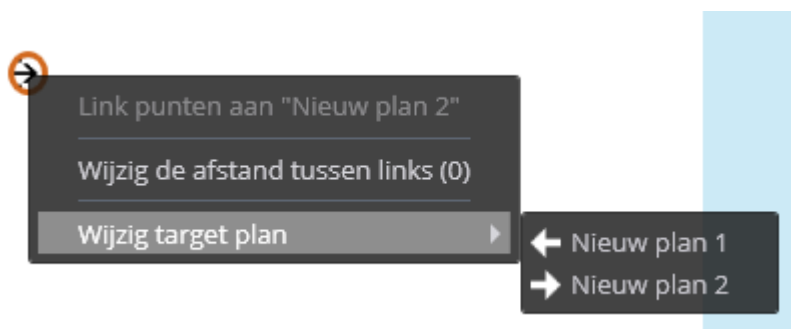 Link punten aan "Nieuw plan 2"
Wijzig de afstand tussen links (0)
Wijzig target plan
Nieuw plan 1
Nieuw plan 2